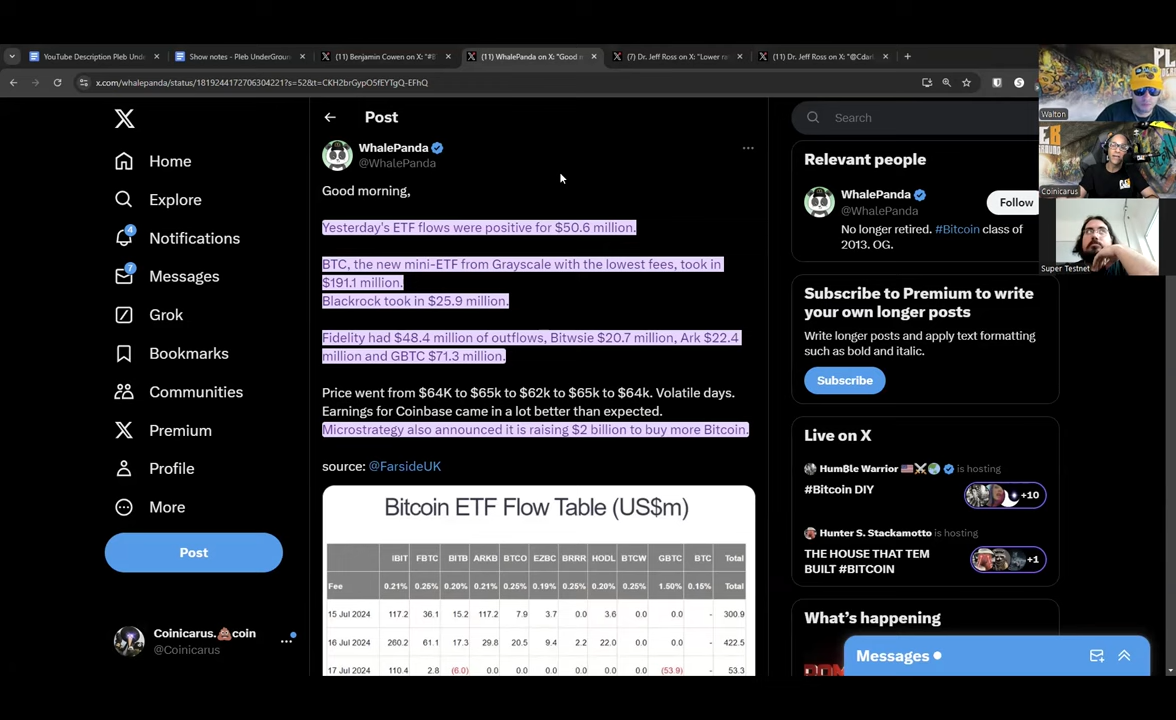 YouTube Description Pleb Und
Show notes - Pleb UnderGroun
(11) Benjamin Cowen on X: "#E
(11) WhalePanda on X: "Good m
(7) Dr. Jeff Ross on X: "Lower ra
(11) Dr. Jeff Ross on X: "@Cdar
x.com/whalepanda/status/1819244172706304221?s=52&t=CKH2brGypO5fEYTgQ-EFhQ
Walton
Coinicarus
Super Testnet
Home
Explore
4
Notifications
7
Messages
Grok
Bookmarks
Communities
Premium
Profile
More
Post
Coinicarus.💩coin
@Coinicarus
Post
WhalePanda
@WhalePanda
Good morning,
Yesterday's ETF flows were positive for $50.6 million.
BTC, the new mini-ETF from Grayscale with the lowest fees, took in
$191.1 million.
Blackrock took in $25.9 million.
Fidelity had $48.4 million of outflows, Bitwsie $20.7 million, Ark $22.4
million and GBTC $71.3 million.
Price went from $64K to $65k to $62k to $65k to $64k. Volatile days.
Earnings for Coinbase came in a lot better than expected.
Microstrategy also announced it is raising $2 billion to buy more Bitcoin.
source: @FarsideUK
Bitcoin ETF Flow Table (US$m)
IBIT FBTC BITB ARKB BTCO EZBC BRRR HODL BTCW GBTC BTC Total
Fee 0.21% 0.25% 0.20% 0.21% 0.25% 0.19% 0.25% 0.20% 0.25% 1.50% 0.15% Total
15 Jul 2024 117.2 36.1 15.2 117.2 7.9 3.7 0.0 3.6 0.0 0.0 - 300.9
16 Jul 2024 260.2 61.1 17.3 29.8 20.5 9.4 2.2 22.0 0.0 0.0 - 422.5
17 Jul 2024 110.4 2.8 (6.0) 0.0 0.0 0.0 0.0 0.0 0.0 (53.9) - 53.3
Search
Relevant people
WhalePanda
@WhalePanda
Follow
No longer retired. #Bitcoin class of
2013. OG.
Subscribe to Premium to write
your own longer posts
Write longer posts and apply text formatting
such as bold and italic.
Subscribe
Live on X
HumBle Warrior is hosting
#Bitcoin DIY
+10
Hunter S. Stackamotto is hosting
THE HOUSE THAT TEM
BUILT #BITCOIN
+1
What's happening
Messages